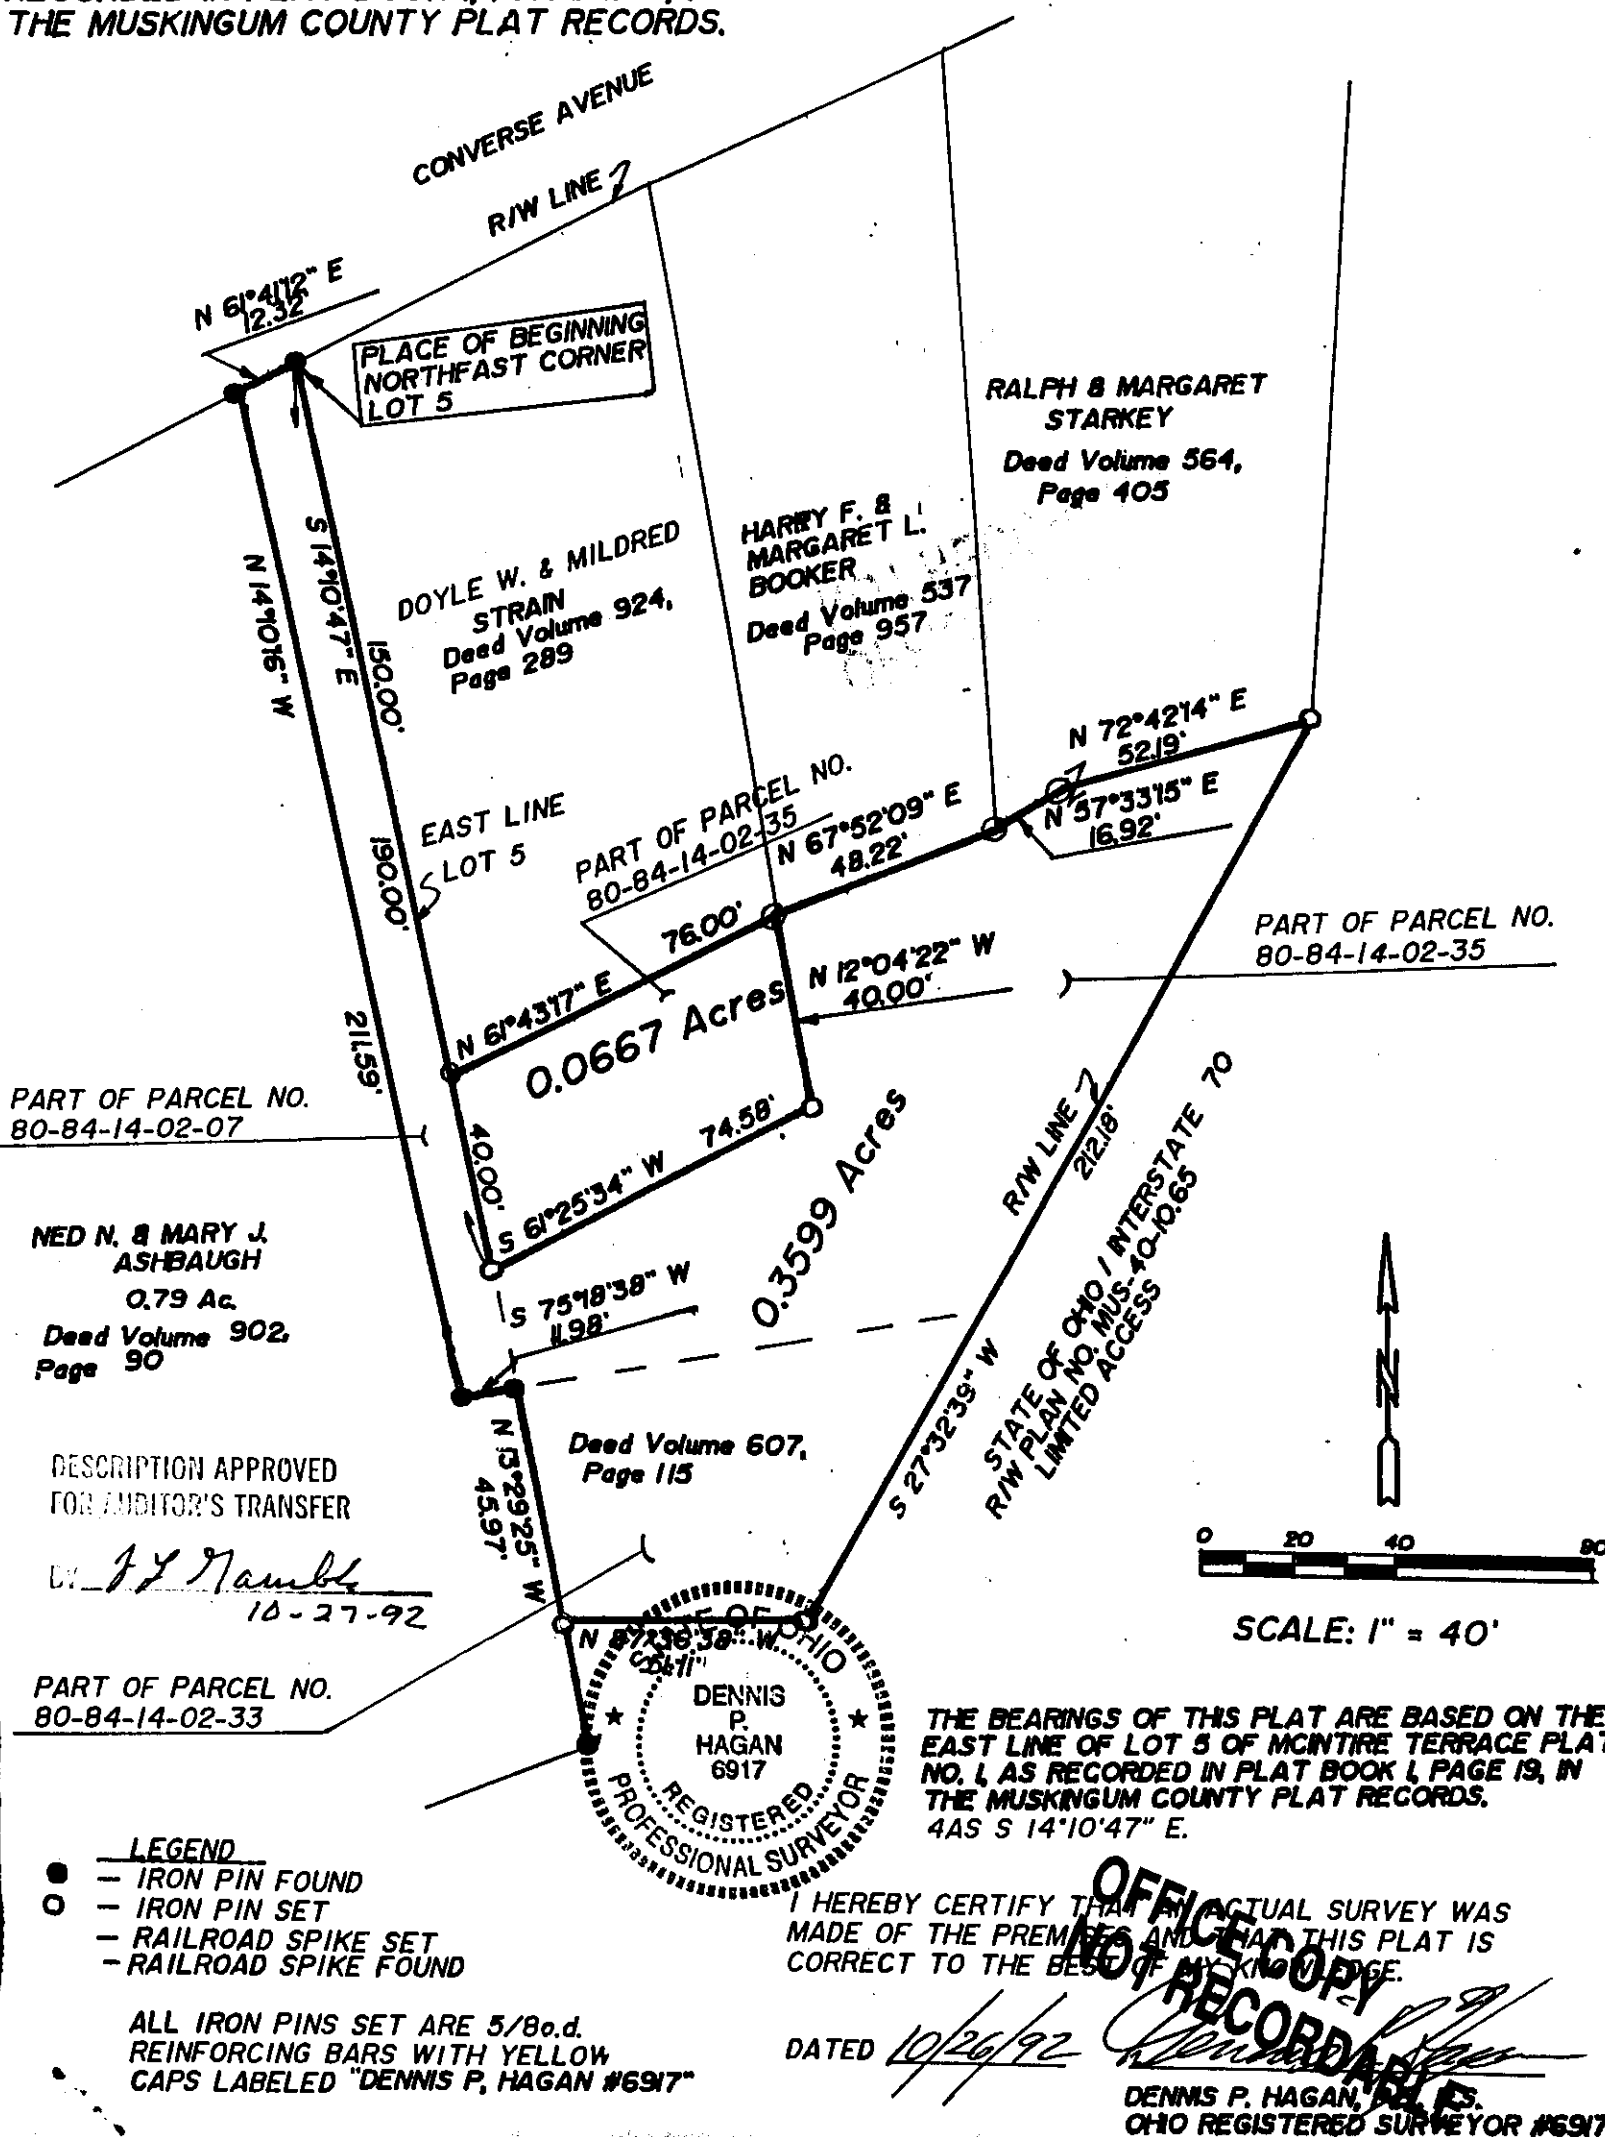 THE MUSKINGUM COUNTY PLAT RECORDS.
CONVERSE AVENUE
R/W LINE
N 61°41'12" E
12.32'
PLACE OF BEGINNING
NORTHFAST CORNER
LOT 5
RALPH & MARGARET
STARKEY
Deed Volume 564,
Page 405
HARRY F. &
MARGARET L.
BOOKER
Deed Volume 537
Page 957
DOYLE W. & MILDRED
STRAIN
Deed Volume 924,
Page 289
S 14°10'47" E
150.00'
N 14°10'16" W
190.00'
EAST LINE
LOT 5
PART OF PARCEL NO.
80-84-14-02-35
N 72°42'14" E
52.19'
N 67°52'09" E
48.22'
N 57°33'15" E
16.92'
76.00'
N 61°43'17" E
PART OF PARCEL NO.
80-84-14-02-35
N 12°04'22" W
40.00'
0.0667 Acres
211.59'
PART OF PARCEL NO.
80-84-14-02-07
40.00'
74.58'
S 61°25'34" W
0.3599 Acres
R/W LINE
212.18'
STATE OF OHIO / INTERSTATE 70
R/W PLAN NO. MUS-40-10.65
LIMITED ACCESS
S 27°32'39" W
NED N. & MARY J.
ASHBAUGH
0.79 Ac.
Deed Volume 902,
Page 90
S 75°18'38" W
11.98'
Deed Volume 607,
Page 115
N 13°29'25" W
45.97'
DESCRIPTION APPROVED
FOR AUDITOR'S TRANSFER
BY
10-27-92
0 20 40 80
SCALE: 1" = 40'
N 87°36'38" W
PART OF PARCEL NO.
80-84-14-02-33
STATE OF OHIO
DENNIS
P.
HAGAN
6917
REGISTERED
PROFESSIONAL SURVEYOR
THE BEARINGS OF THIS PLAT ARE BASED ON THE
EAST LINE OF LOT 5 OF MCINTIRE TERRACE PLAT
NO. 1, AS RECORDED IN PLAT BOOK 1, PAGE 19, IN
THE MUSKINGUM COUNTY PLAT RECORDS.
4AS S 14°10'47" E.
LEGEND
- IRON PIN FOUND
- IRON PIN SET
- RAILROAD SPIKE SET
- RAILROAD SPIKE FOUND
ALL IRON PINS SET ARE 5/8o.d.
REINFORCING BARS WITH YELLOW
CAPS LABELED "DENNIS P. HAGAN #6917"
I HEREBY CERTIFY THAT AN ACTUAL SURVEY WAS
MADE OF THE PREMISES AND THAT THIS PLAT IS
CORRECT TO THE BEST OF MY KNOWLEDGE.
OFFICE COPY
NOT RECORDABLE
DATED 10/26/92
DENNIS P. HAGAN,
OHIO REGISTERED SURVEYOR #6917